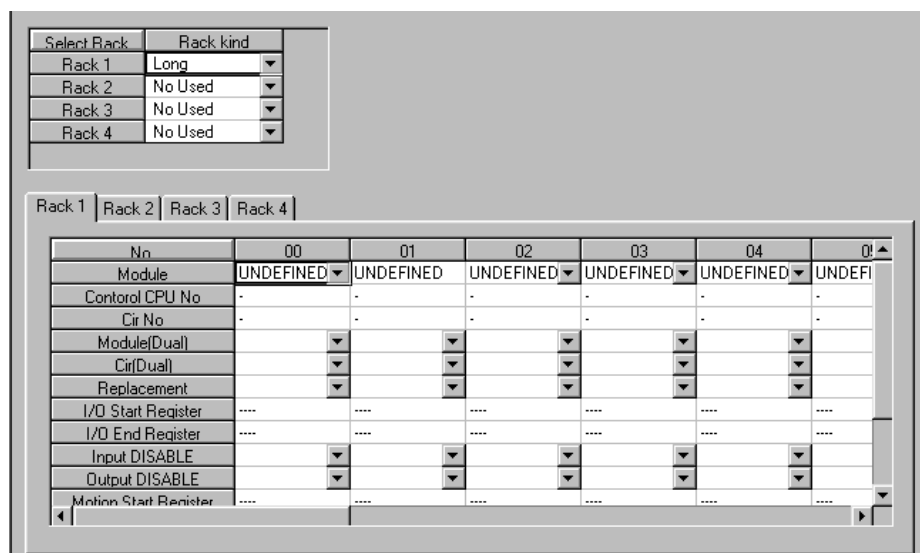 Select Rack Rack kind
Rack 1 Long
Rack 2 No Used
Rack 3 No Used
Rack 4 No Used
Rack 1 Rack 2 Rack 3 Rack 4
No 00 01 02 03 04
Module UNDEFINED UNDEFINED UNDEFINED UNDEFINED UNDEFINED UNDEFI
Contorol CPU No - - - - - -
Cir No - - - - - -
Module(Dual)
Cir(Dual)
Replacement
I/O Start Register ---- ---- ---- ---- ---- ----
I/O End Register ---- ---- ---- ---- ---- ----
Input DISABLE
Output DISABLE
Motion Start Register ---- ---- ---- ---- ---- ----